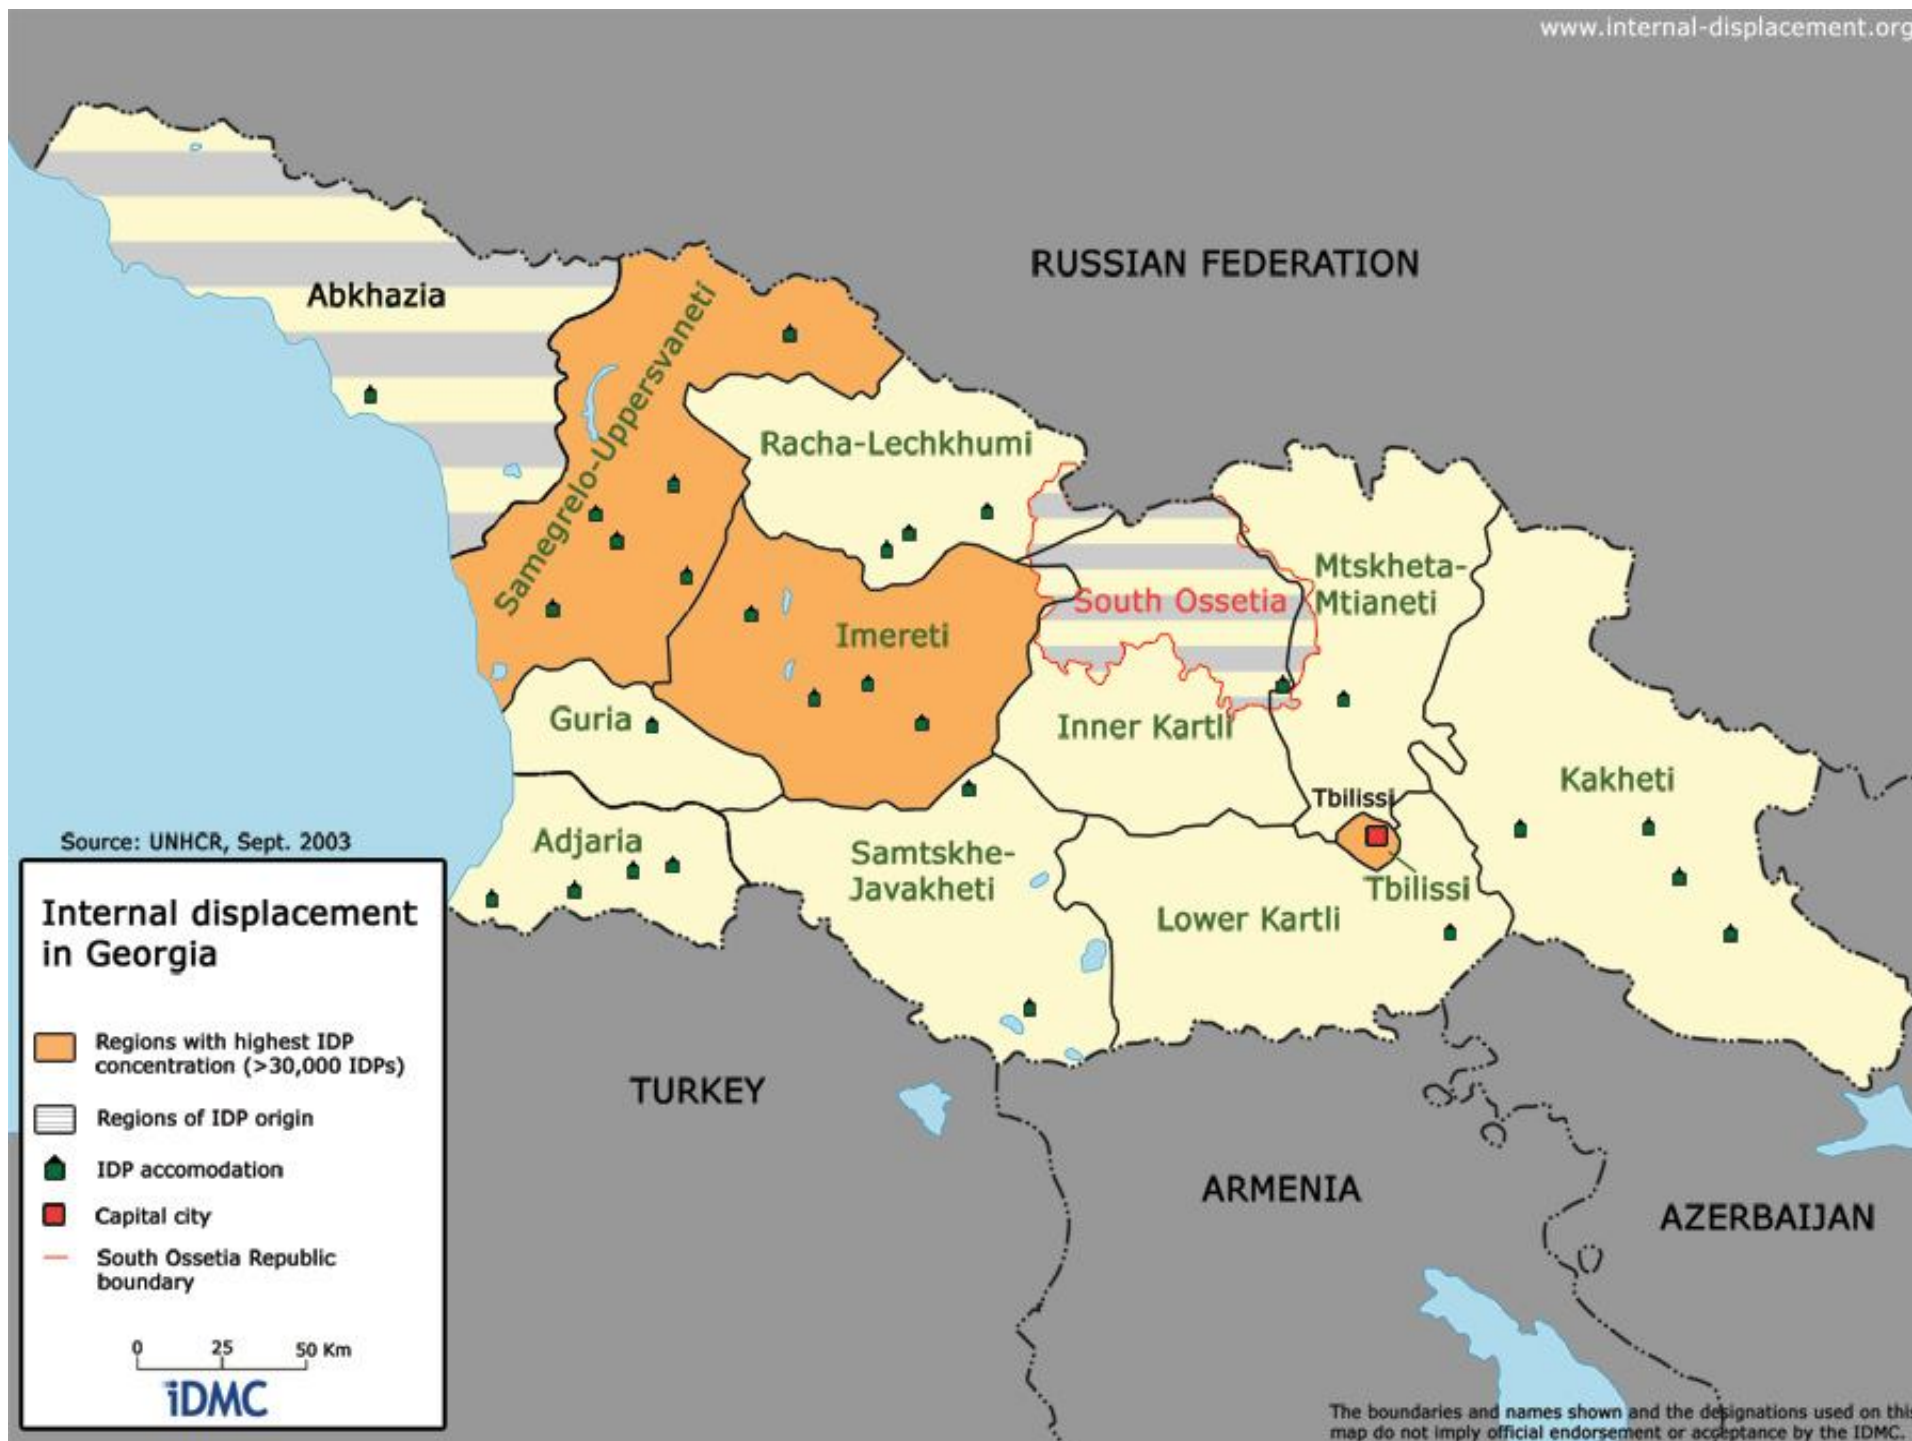 www.internal-displacement.org
RUSSIAN FEDERATION
Abkhazia
Samegrelo-Uppersvaneti
Racha-Lechkhumi
Mtskheta-
Mtianeti
South Ossetia
Imereti
Guria
Inner Kartli
Kakheti
Tbilissi
Adjaria
Samtskhe-
Javakheti
Tbilissi
Lower Kartli
TURKEY
ARMENIA
AZERBAIJAN
Source: UNHCR, Sept. 2003
Internal displacement
in Georgia
Regions with highest IDP
concentration (>30,000 IDPs)
Regions of IDP origin
IDP accomodation
Capital city
South Ossetia Republic
boundary
0 25 50 Km
iDMC
The boundaries and names shown and the designations used on this
map do not imply official endorsement or acceptance by the IDMC.